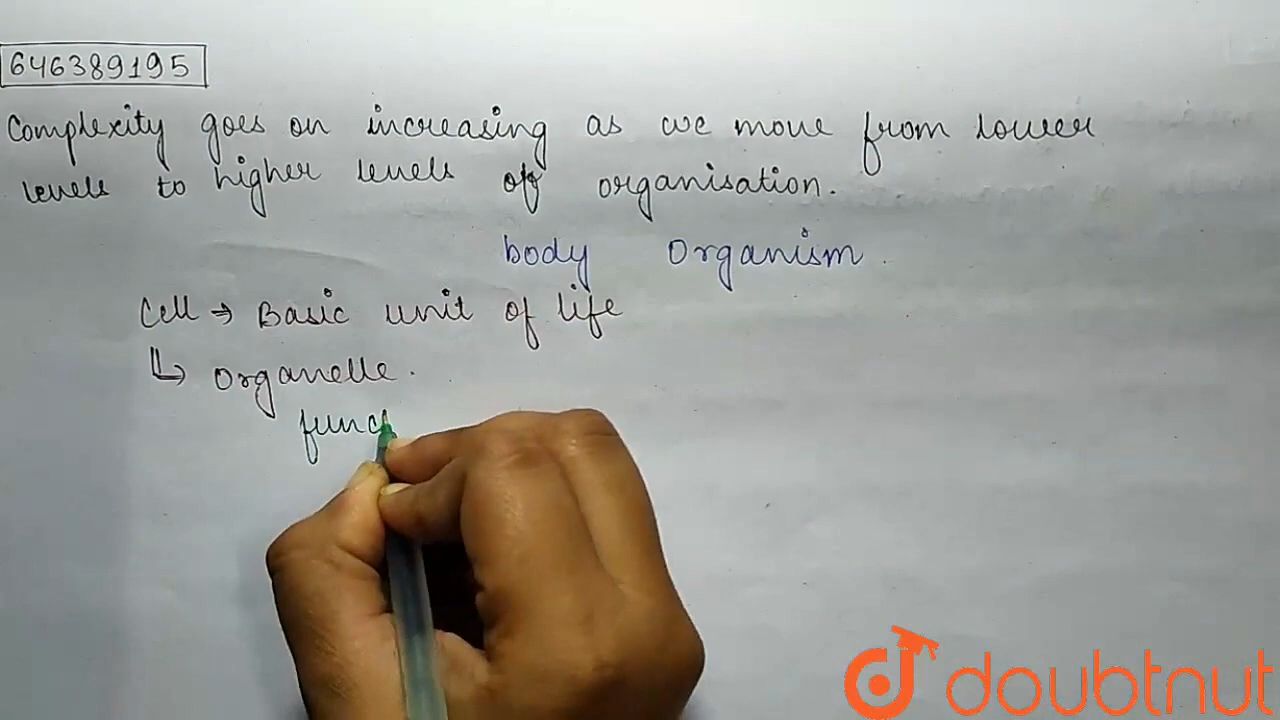 646389195
Complexity goes on increasing as we move from lower
levels to higher levels of organisation.
body Organism.
Cell → Basic unit of life
↳ Organelle.
func
doubtnut